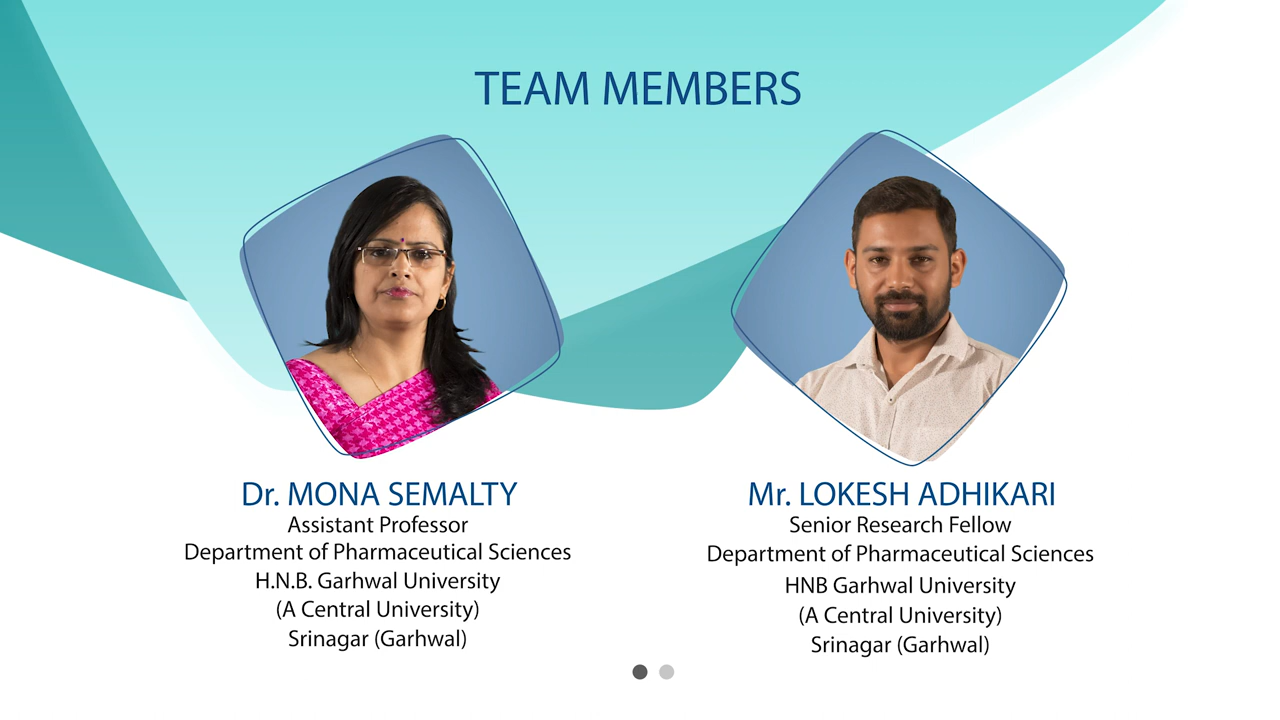 TEAM MEMBERS
Dr. MONA SEMALTY
Assistant Professor
Department of Pharmaceutical Sciences
H.N.B. Garhwal University
(A Central University)
Srinagar (Garhwal)
Mr. LOKESH ADHIKARI
Senior Research Fellow
Department of Pharmaceutical Sciences
HNB Garhwal University
(A Central University)
Srinagar (Garhwal)